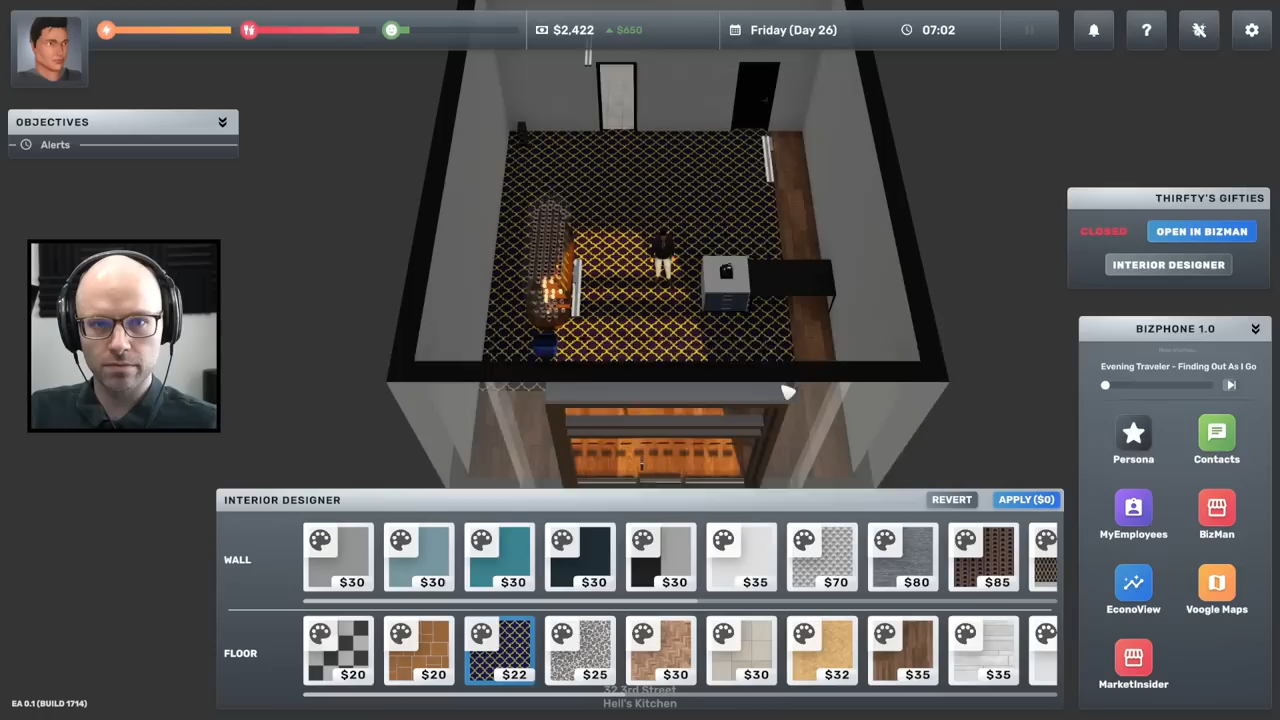 $2,422 $650
Friday (Day 26)
07:02
OBJECTIVES
Alerts
THIRFTY'S GIFTIES
CLOSED
OPEN IN BIZMAN
INTERIOR DESIGNER
BIZPHONE 1.0
Evening Traveler - Finding Out As I Go
Persona
Contacts
MyEmployees
BizMan
EconoView
Voogle Maps
MarketInsider
INTERIOR DESIGNER
REVERT
APPLY ($0)
WALL
$30
$30
$30
$30
$30
$35
$70
$80
$85
FLOOR
$20
$20
$22
$25
$30
$30
$32
$35
$35
32 3rd Street
Hell's Kitchen
EA 0.1 (BUILD 1714)